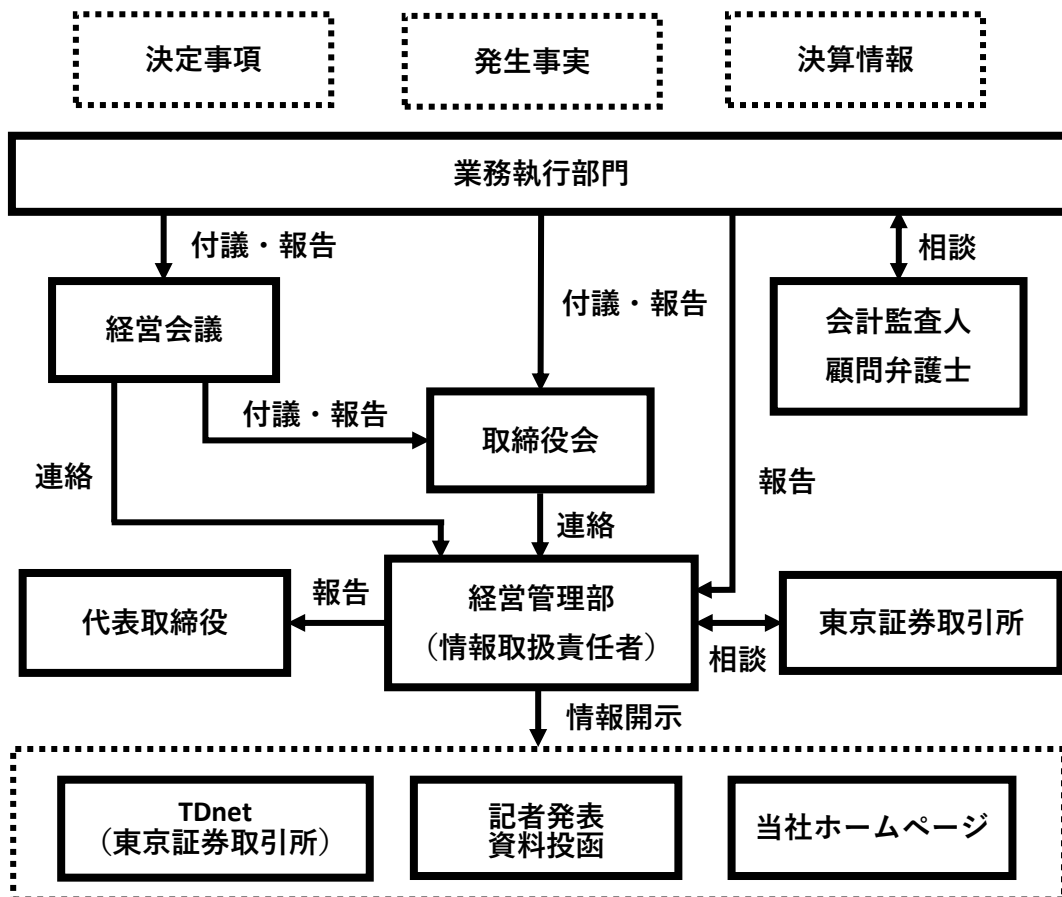 決定事項
発生事実
決算情報
業務執行部門
付議・報告
相談
経営会議
付議・報告
会計監査人
顧問弁護士
付議・報告
取締役会
連絡
報告
連絡
代表取締役
報告
経営管理部
（情報取扱責任者）
相談
東京証券取引所
情報開示
TDnet
（東京証券取引所）
記者発表
資料投函
当社ホームページ